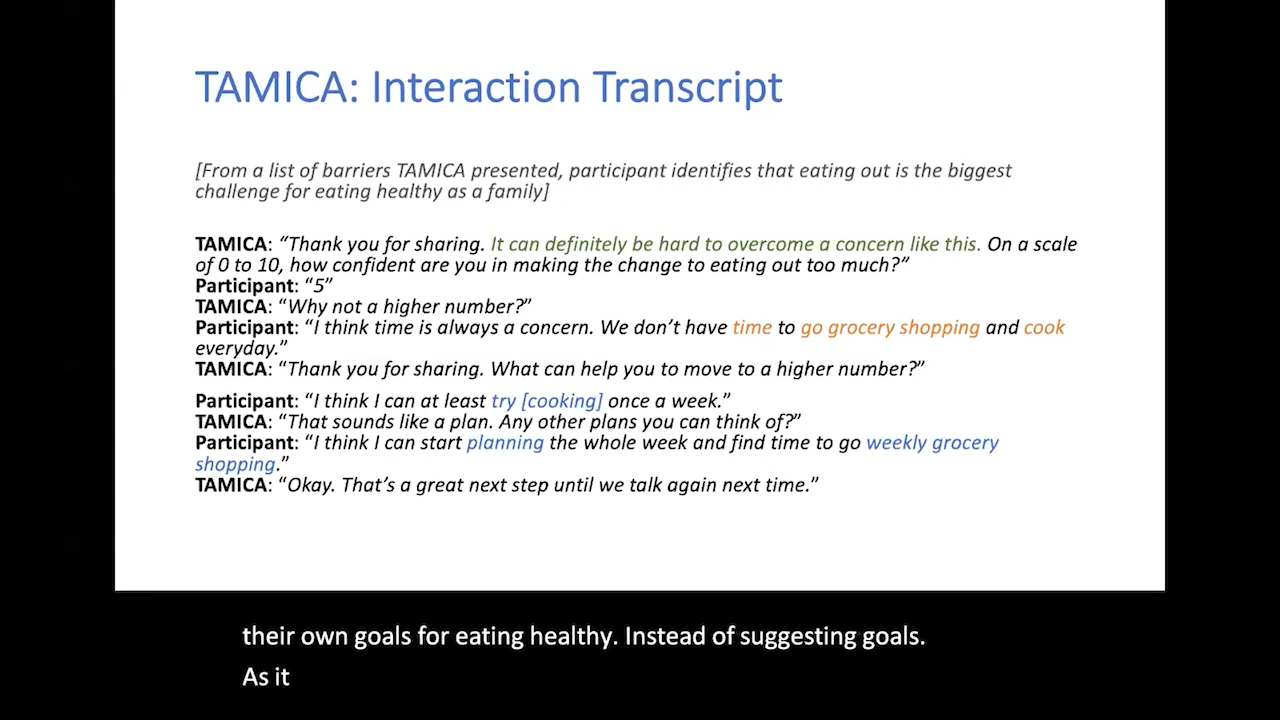 TAMICA: Interaction Transcript
[From a list of barriers TAMICA presented, participant identifies that eating out is the biggest
challenge for eating healthy as a family]
TAMICA: “Thank you for sharing. It can definitely be hard to overcome a concern like this. On a scale
of 0 to 10, how confident are you in making the change to eating out too much?”
Participant: “5”
TAMICA: “Why not a higher number?”
Participant: “I think time is always a concern. We don’t have time to go grocery shopping and cook
everyday.”
TAMICA: “Thank you for sharing. What can help you to move to a higher number?”
Participant: “I think I can at least try [cooking] once a week.”
TAMICA: “That sounds like a plan. Any other plans you can think of?”
Participant: “I think I can start planning the whole week and find time to go weekly grocery
shopping.”
TAMICA: “Okay. That’s a great next step until we talk again next time.”
their own goals for eating healthy. Instead of suggesting goals.
As it